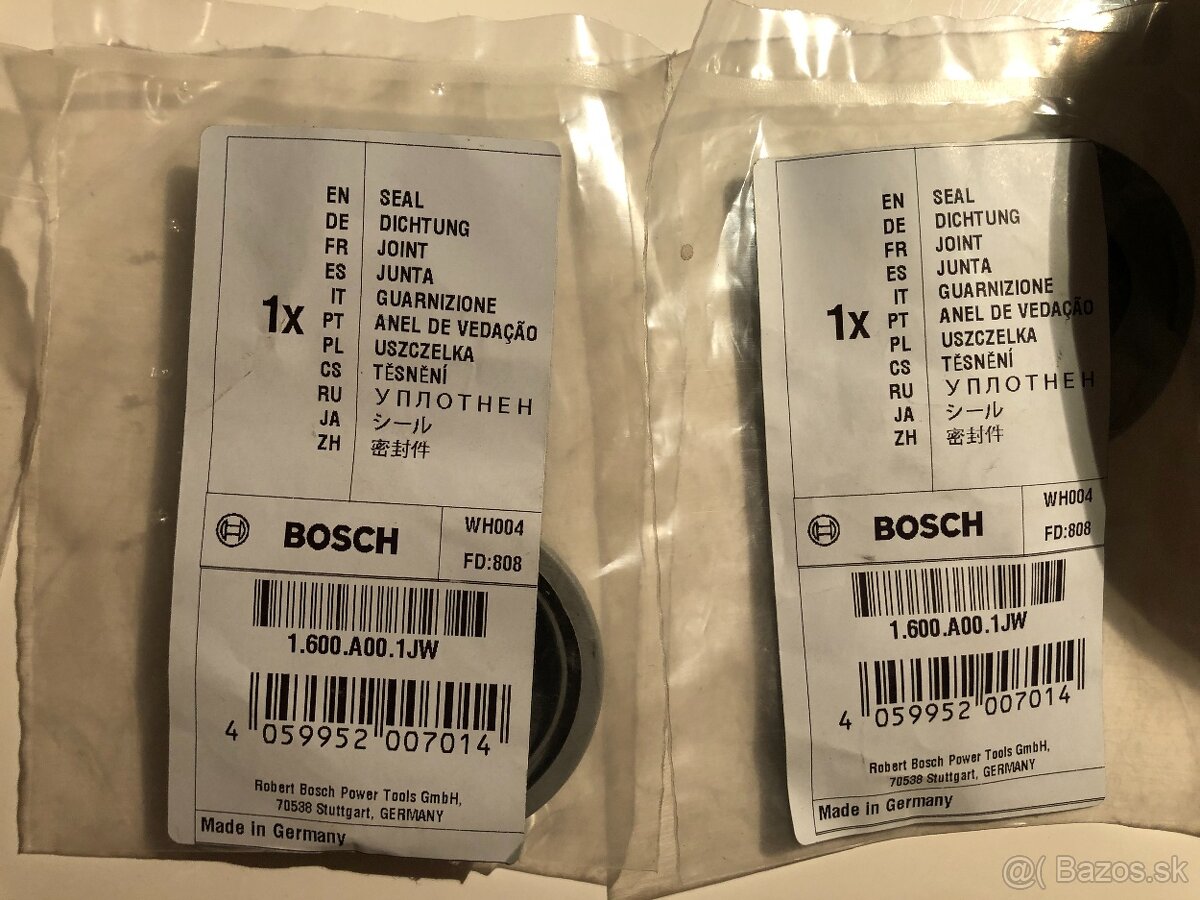 1x
EN SEAL
DE DICHTUNG
FR JOINT
ES JUNTA
IT GUARNIZIONE
PT ANEL DE VEDAÇÃO
PL USZCZELKA
CS TĚSNĚNÍ
RU УПЛОТНЕН
JA シール
ZH 密封件
BOSCH
WH004
FD:808
1.600.A00.1JW
4 059952 007014
Robert Bosch Power Tools GmbH,
70538 Stuttgart, GERMANY
Made in Germany
1x
EN SEAL
DE DICHTUNG
FR JOINT
ES JUNTA
IT GUARNIZIONE
PT ANEL DE VEDAÇÃO
PL USZCZELKA
CS TĚSNĚNÍ
RU УПЛОТНЕН
JA シール
ZH 密封件
BOSCH
WH004
FD:808
1.600.A00.1JW
4 059952 007014
Robert Bosch Power Tools GmbH,
70538 Stuttgart, GERMANY
Made in Germany
@( Bazos.sk